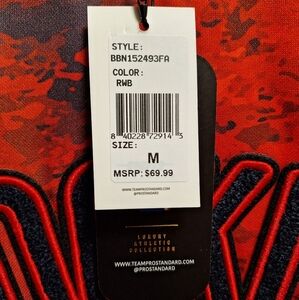 STYLE:
BBN152493FA
COLOR:
RWB
8 40228 72914 3
SIZE:
M
MSRP: $69.99
WWW.TEAMPROSTANDARD.COM
@PROSTANDARD
LUXURY
ATHLETIC
COLLECTION
WWW.TEAMPROSTANDARD.COM
@PROSTANDARD